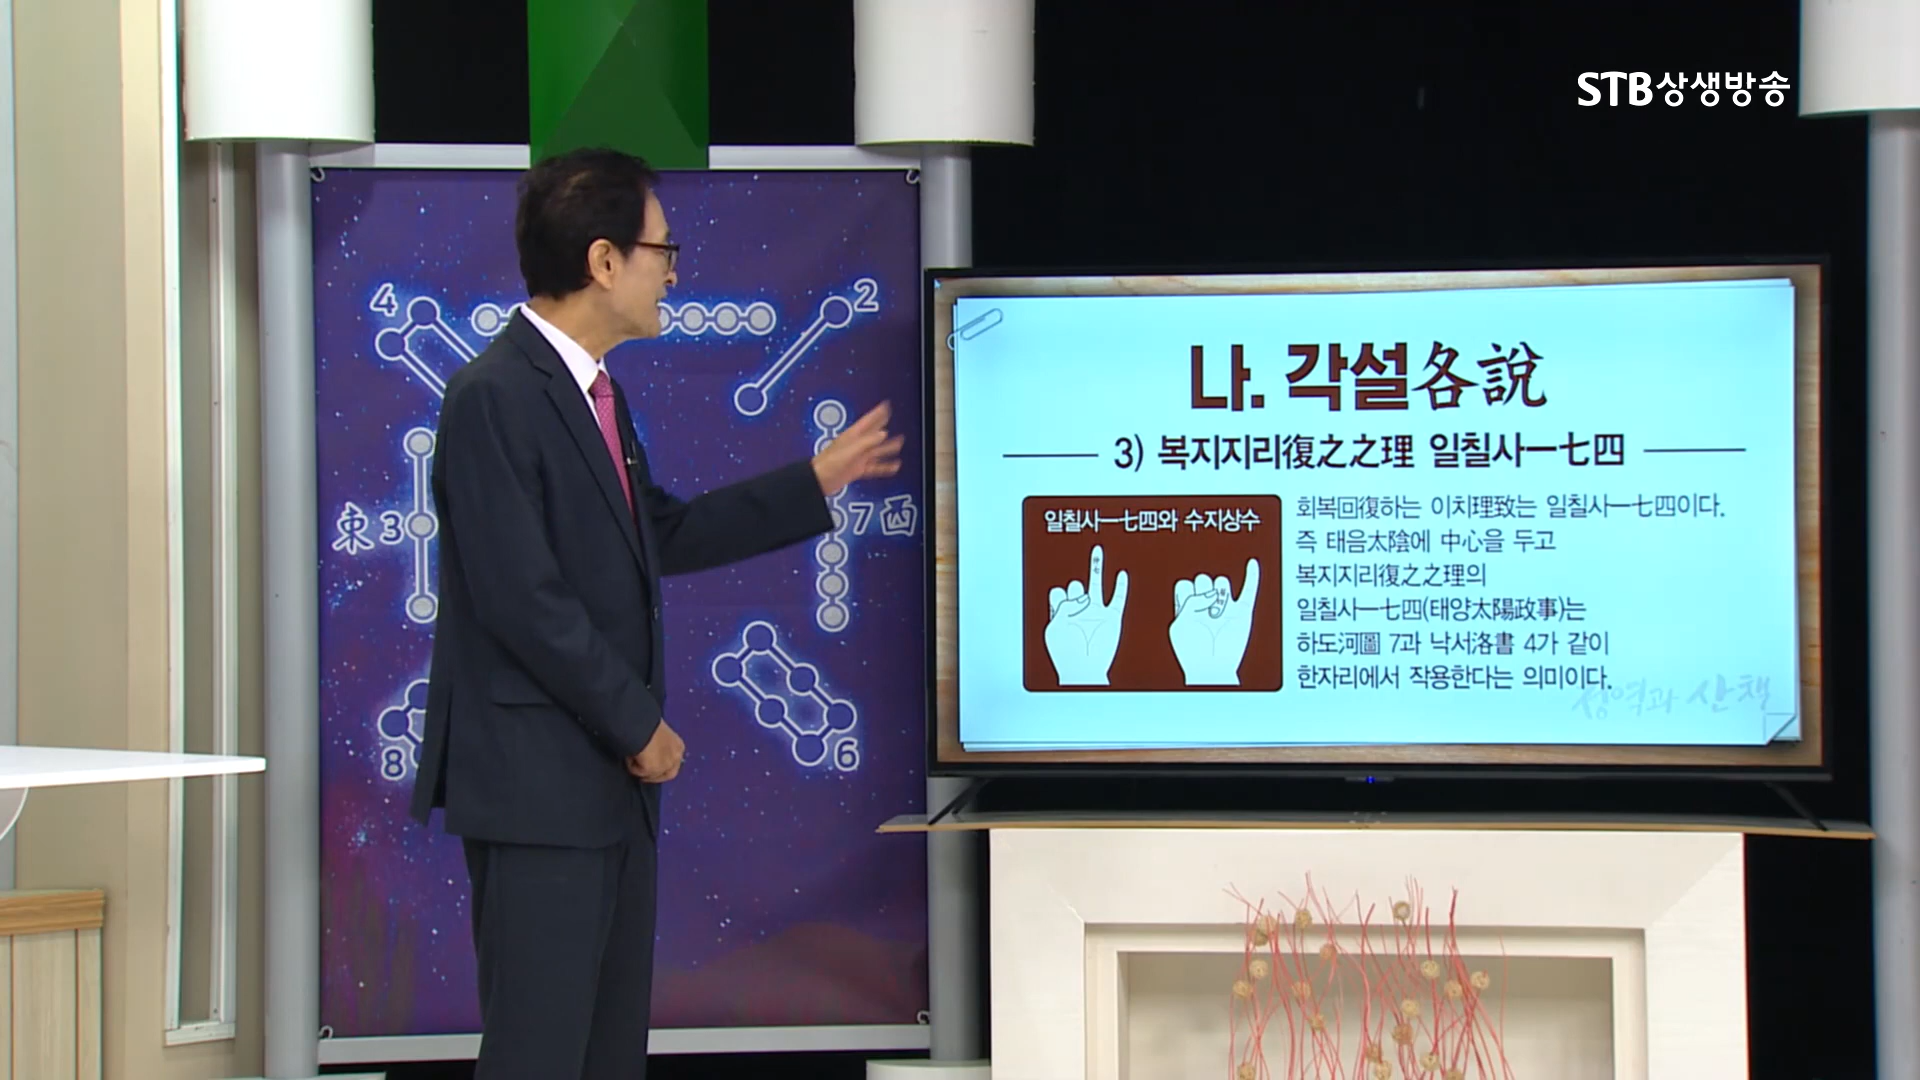 STB상생방송
4
2
東 3
7 西
8
6
나. 각설各說
3) 복지지리復之之理 일칠사一七四
일칠사一七四와 수지상수
회복回復하는 이치理致는 일칠사一七四이다.
즉 태음太陰에 中心을 두고
복지지리復之之理의
일칠사一七四(태양太陽政事)는
하도河圖 7과 낙서洛書 4가 같이
한자리에서 작용한다는 의미이다.
정역과 산책